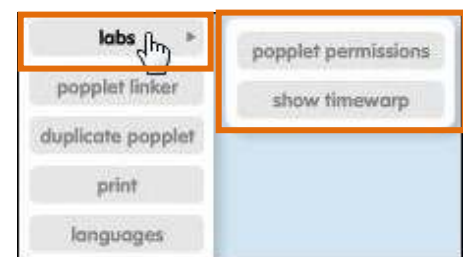 labs
popplet linker
duplicate popplet
print
languages
popplet permissions
show timewarp